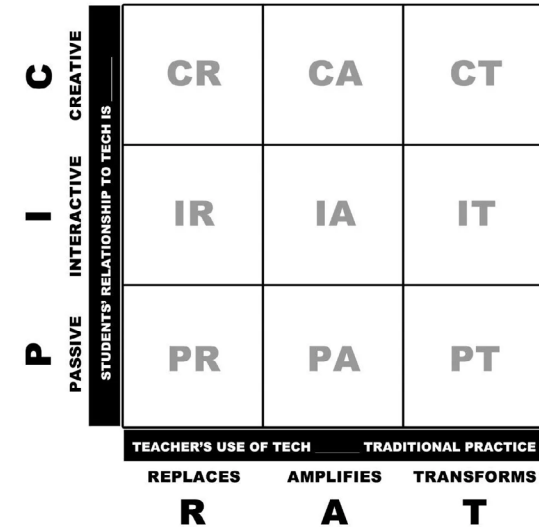 C
CREATIVE
I
INTERACTIVE
P
PASSIVE
STUDENTS' RELATIONSHIP TO TECH IS ____
CR CA CT
IR IA IT
PR PA PT
TEACHER'S USE OF TECH ____ TRADITIONAL PRACTICE
REPLACES AMPLIFIES TRANSFORMS
R A T